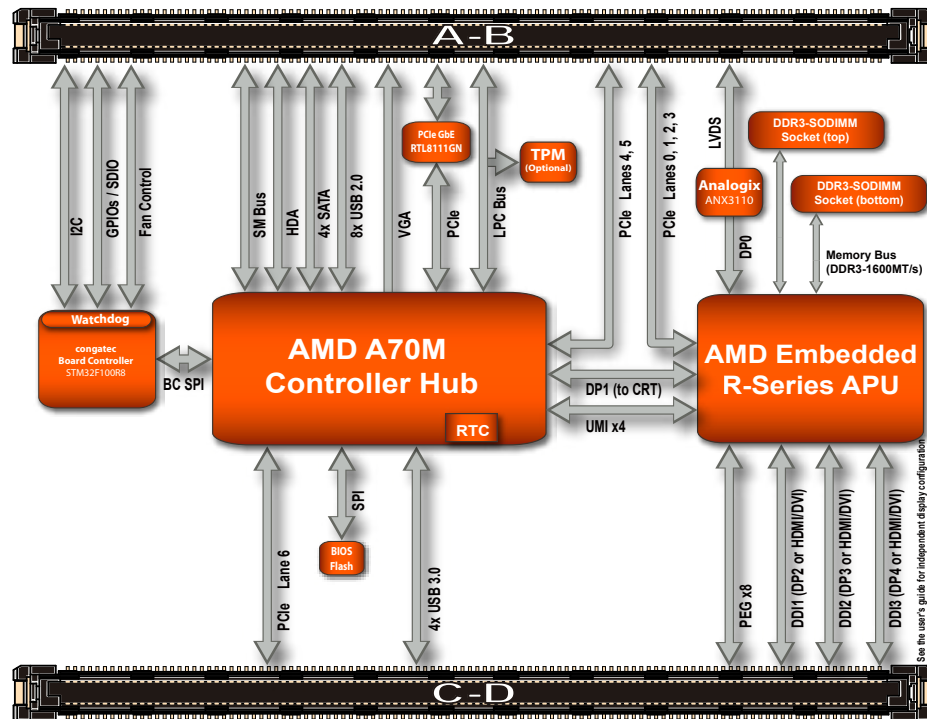 A-B
I2C
GPIOs / SDIO
Fan Control
SM Bus
HDA
4x SATA
8x USB 2.0
VGA
PCIe GbE
RTL8111GN
PCIe
LPC Bus
TPM
(Optional)
PCIe Lanes 4, 5
PCIe Lanes 0, 1, 2, 3
LVDS
Analogix
ANX3110
DP0
DDR3-SODIMM
Socket (top)
DDR3-SODIMM
Socket (bottom)
Memory Bus
(DDR3-1600MT/s)
Watchdog
congatec
Board Controller
STM32F100R8
BC SPI
AMD A70M
Controller Hub
RTC
DP1 (to CRT)
UMI x4
AMD Embedded
R-Series APU
PCIe Lane 6
SPI
BIOS
Flash
4x USB 3.0
PEG x8
DDI1 (DP2 or HDMI/DVI)
DDI2 (DP3 or HDMI/DVI)
DDI3 (DP4 or HDMI/DVI)
See the user's guide for independent display configuration
C-D